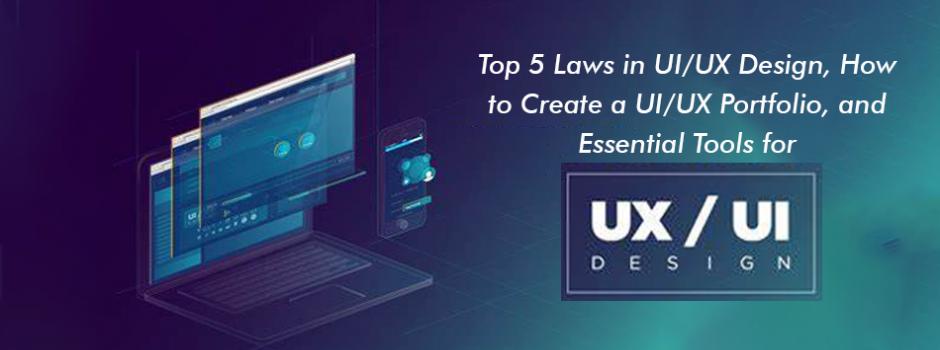 Top 5 Laws in UI/UX Design, How
to Create a UI/UX Portfolio, and
Essential Tools for
UX / UI
DESIGN